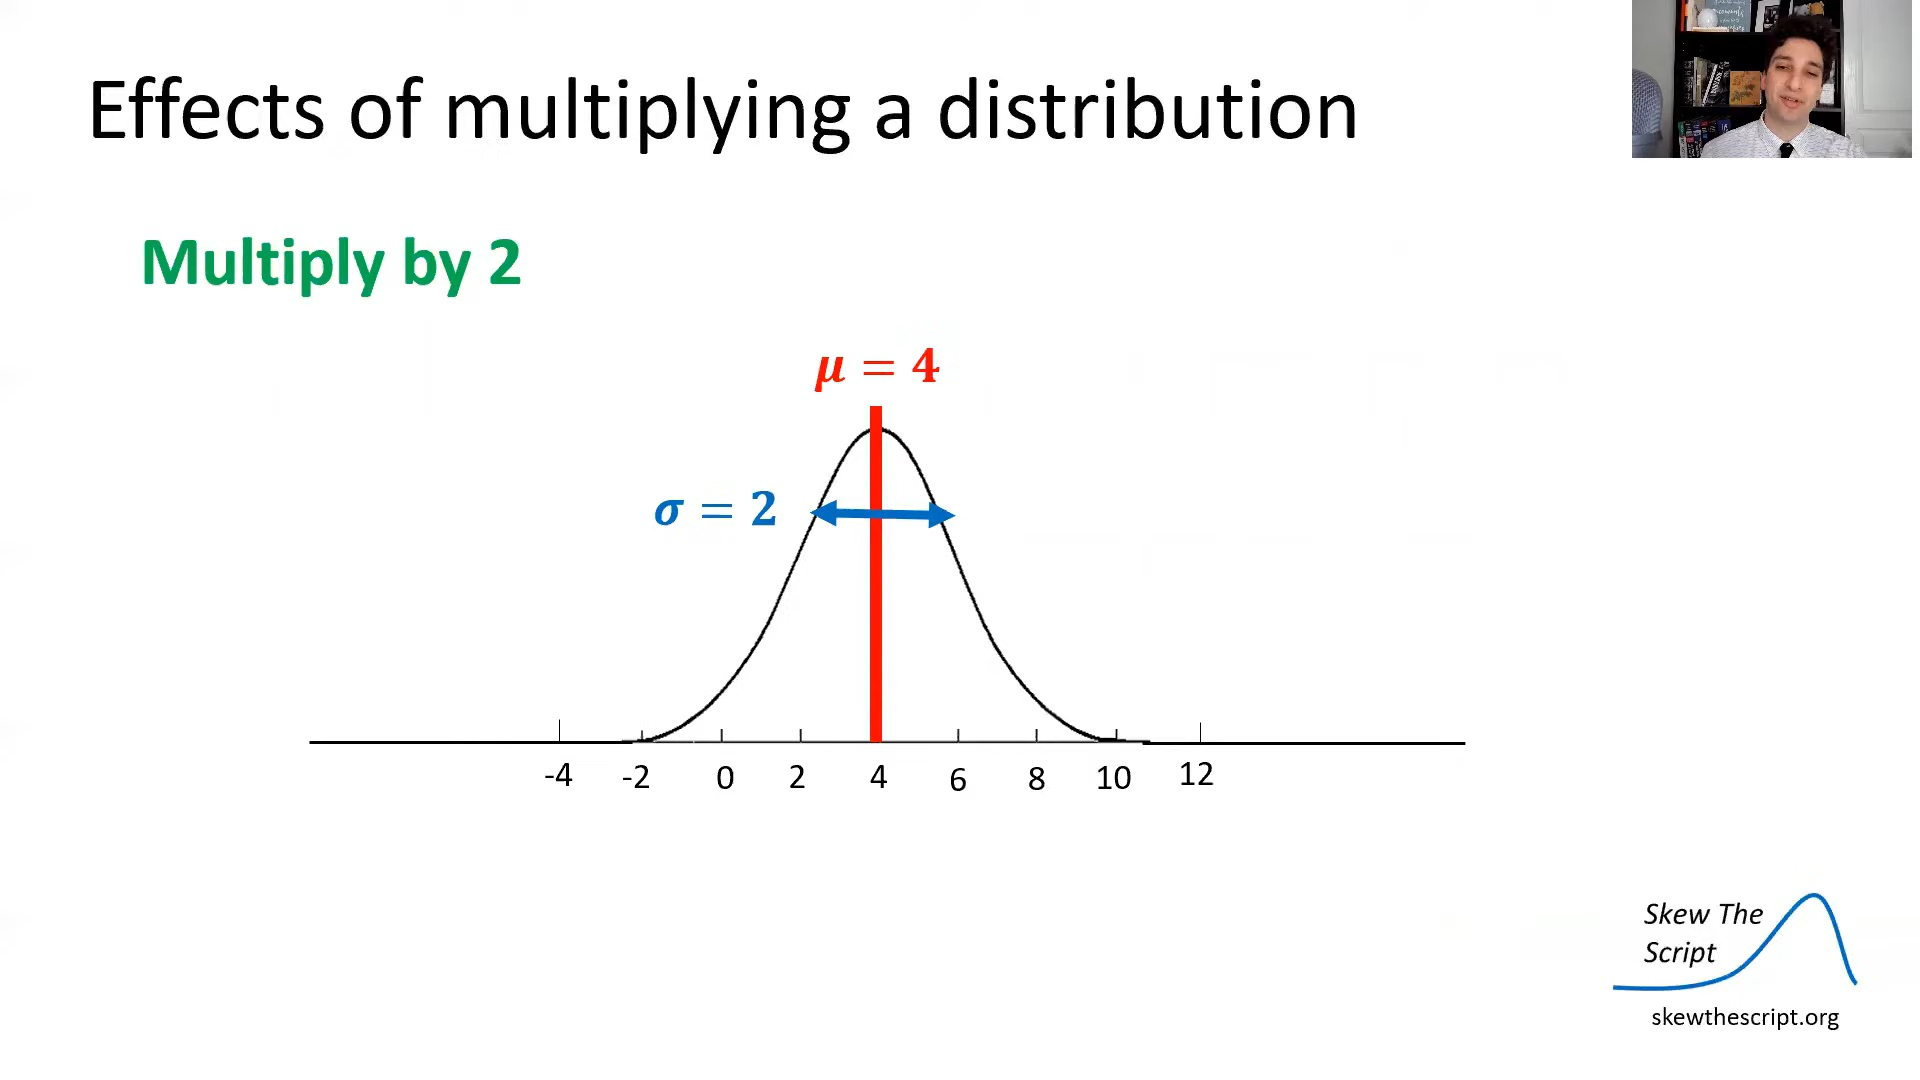 Effects of multiplying a distribution
Multiply by 2
μ = 4
σ = 2
-4 -2 0 2 4 6 8 10 12
Skew The
Script
skewthescript.org